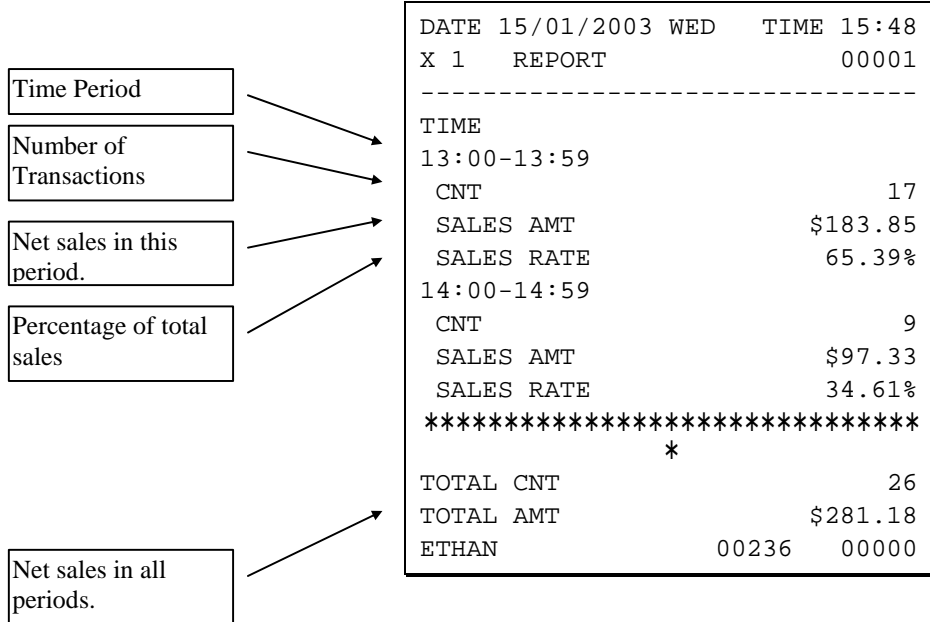 Time Period
Number of
Transactions
Net sales in this
period.
Percentage of total
sales
Net sales in all
periods.
DATE 15/01/2003 WED TIME 15:48
X 1 REPORT 00001
--------------------------------
TIME
13:00-13:59
CNT 17
SALES AMT $183.85
SALES RATE 65.39%
14:00-14:59
CNT 9
SALES AMT $97.33
SALES RATE 34.61%
*******************************
*
TOTAL CNT 26
TOTAL AMT $281.18
ETHAN 00236 00000